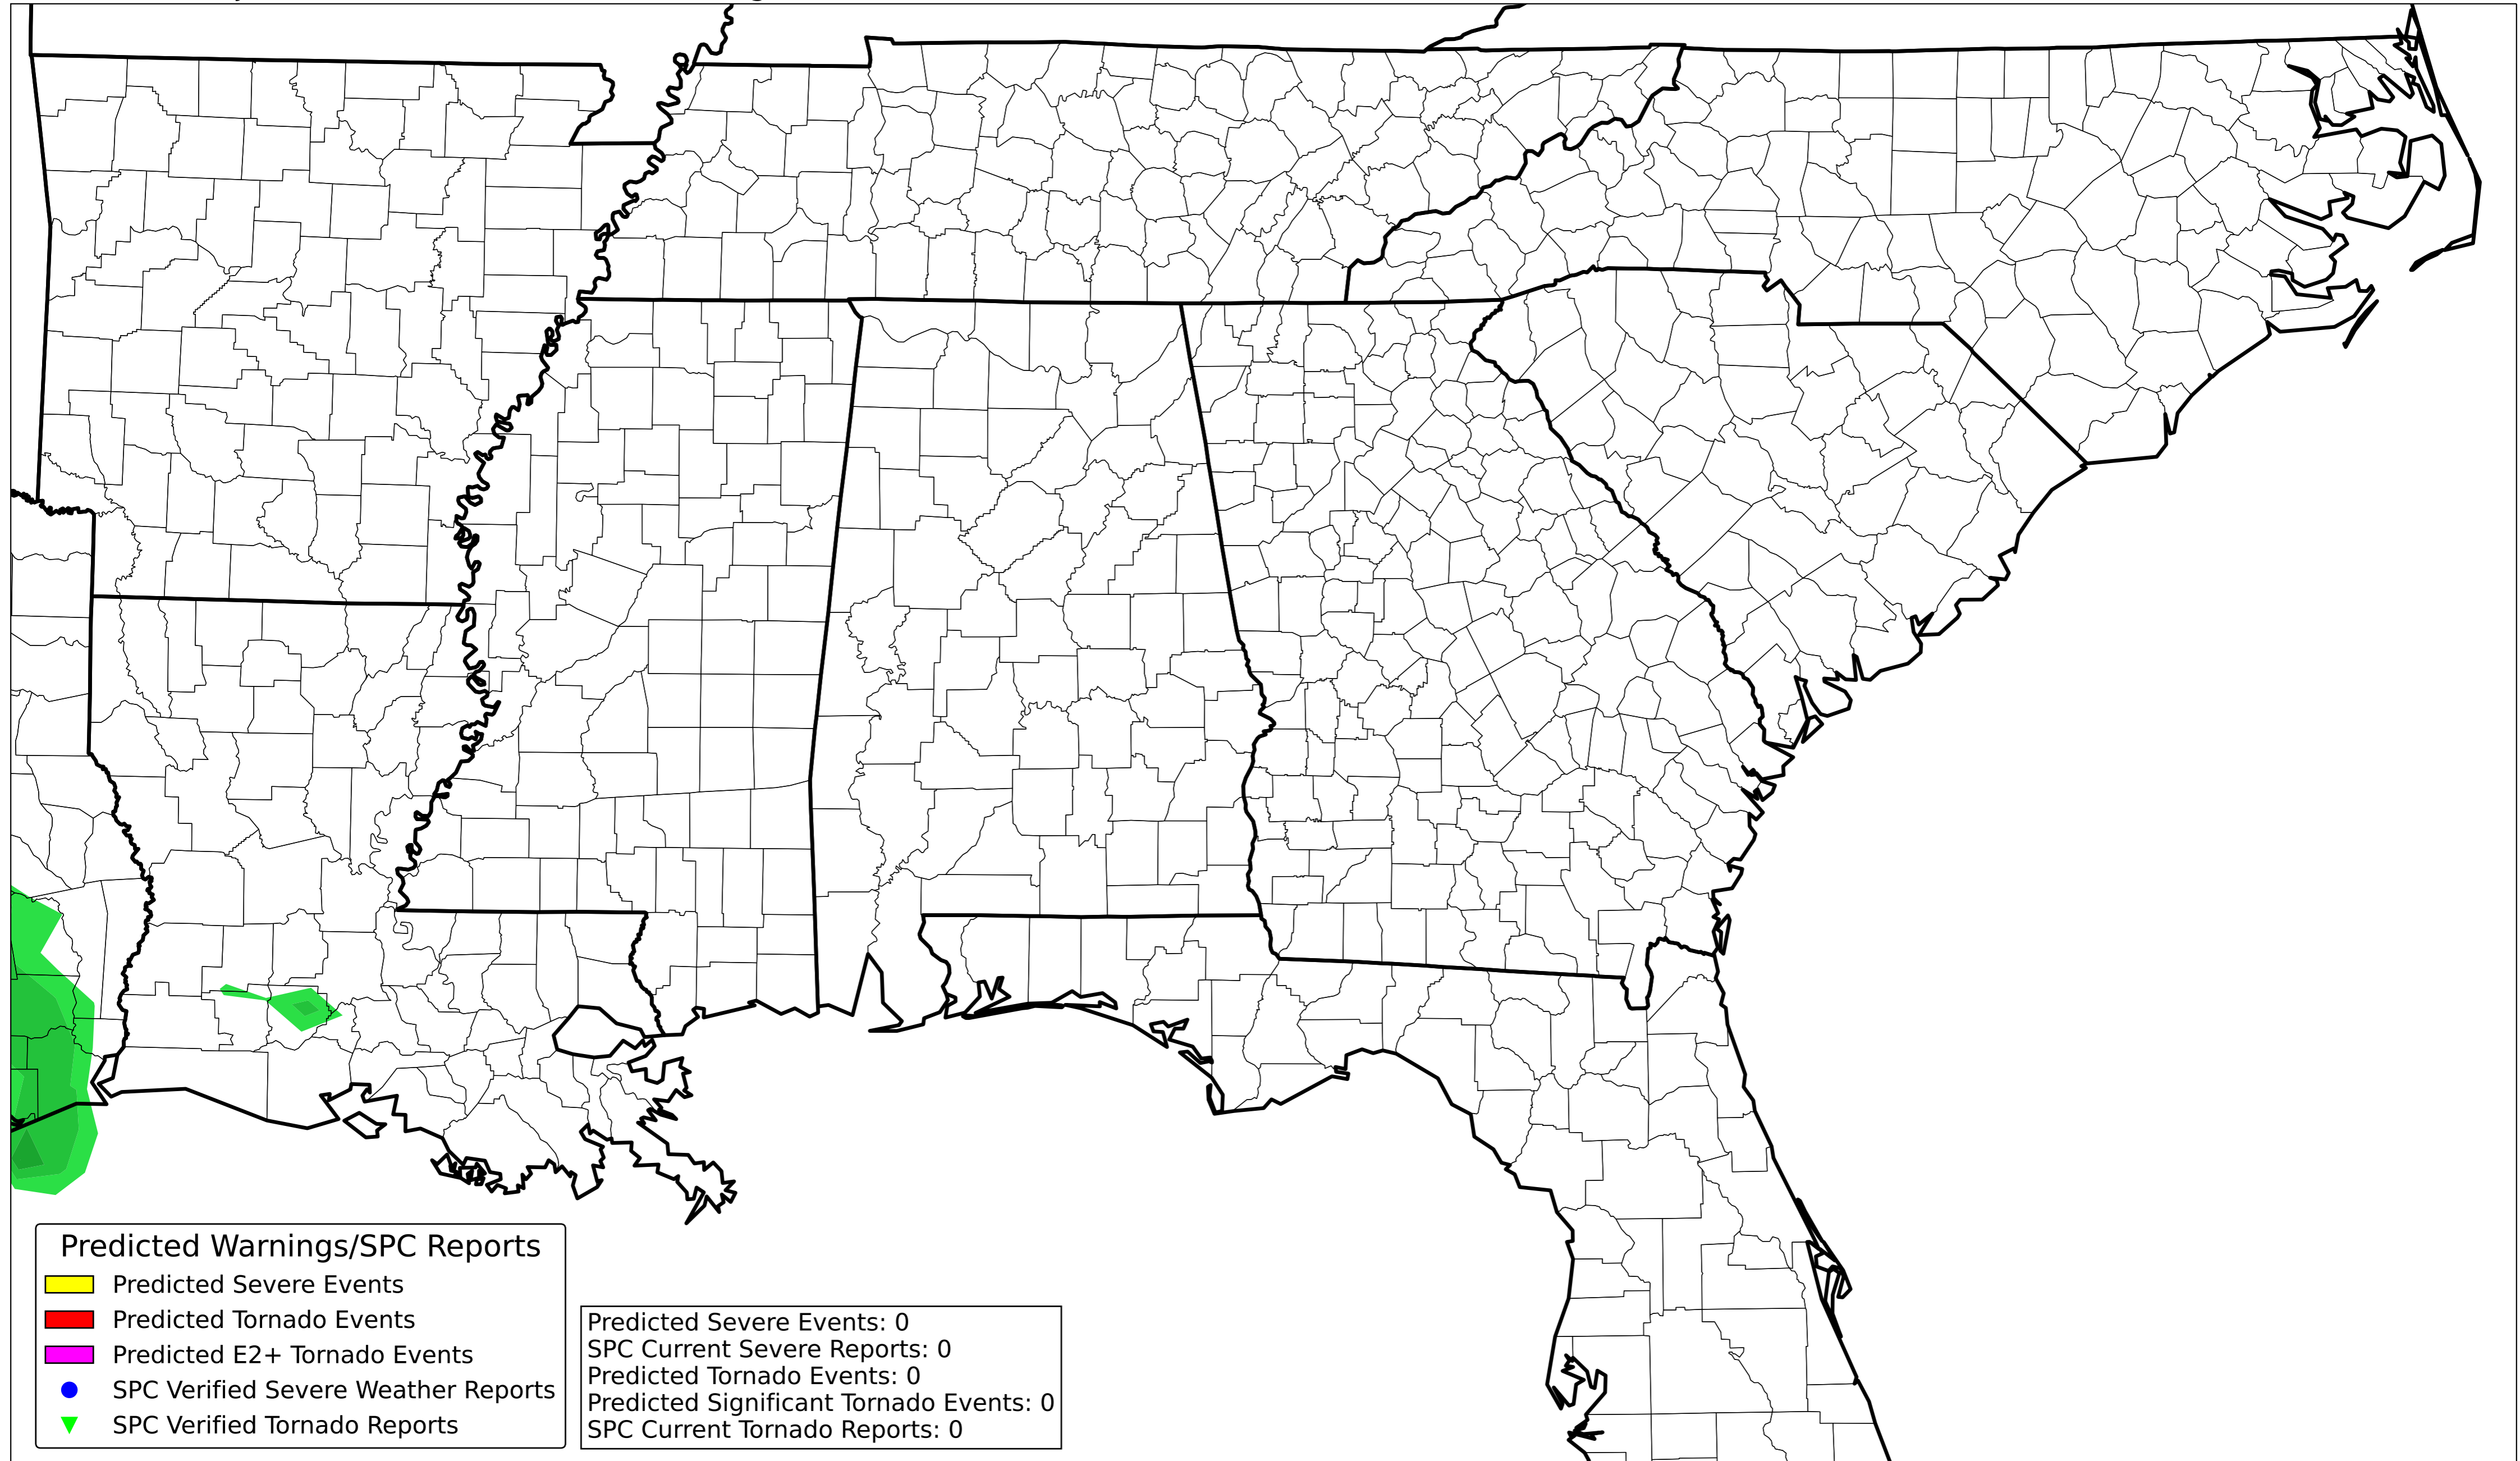 Predicted Warnings/SPC Reports
Predicted Severe Events
Predicted Tornado Events
Predicted E2+ Tornado Events
SPC Verified Severe Weather Reports
SPC Verified Tornado Reports
Predicted Severe Events: 0
SPC Current Severe Reports: 0
Predicted Tornado Events: 0
Predicted Significant Tornado Events: 0
SPC Current Tornado Reports: 0